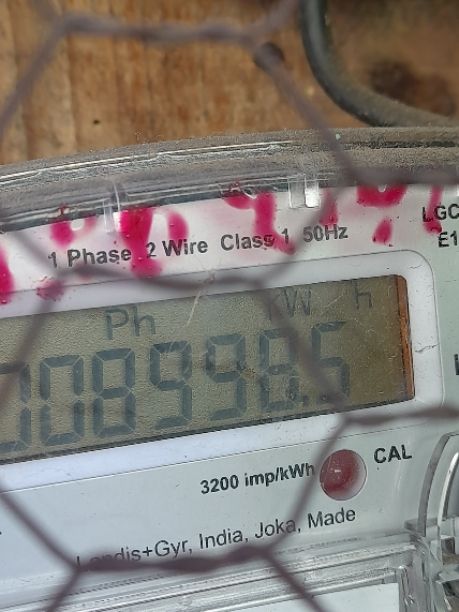 LGC
E1
1 Phase 2 Wire Class 1 50Hz
Ph kW h
008998.5
3200 imp/kWh CAL
Landis+Gyr, India, Joka, Made